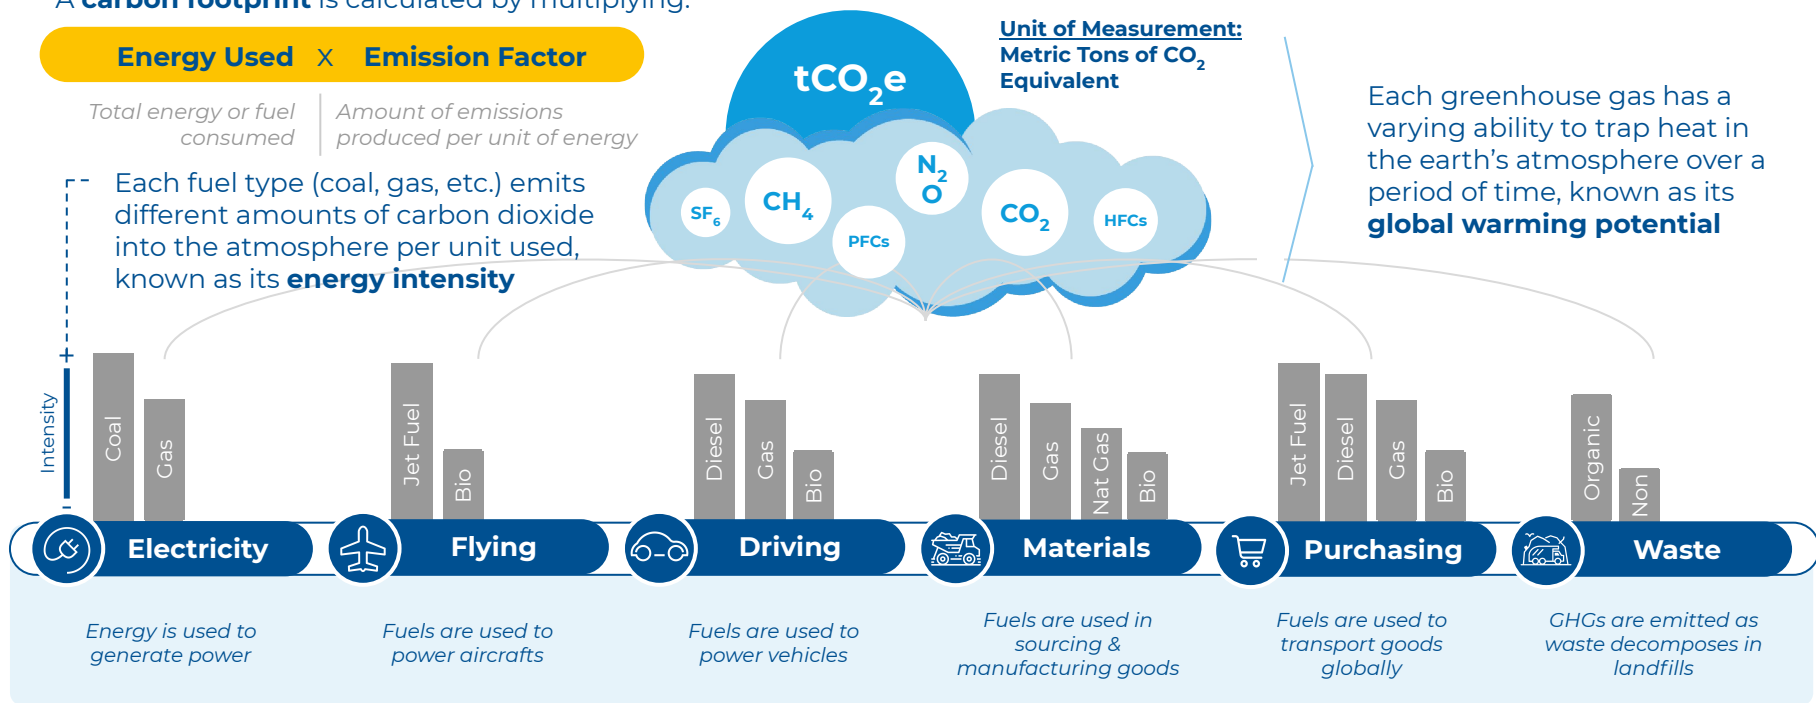 A carbon footprint is calculated by multiplying:
Energy Used X Emission Factor
Total energy or fuel
consumed
Amount of emissions
produced per unit of energy
Each fuel type (coal, gas, etc.) emits
different amounts of carbon dioxide
into the atmosphere per unit used,
known as its energy intensity
tCO2e
Unit of Measurement:
Metric Tons of CO2
Equivalent
SF6
CH4
PFCs
N2
O
CO2
HFCs
Each greenhouse gas has a
varying ability to trap heat in
the earth's atmosphere over a
period of time, known as its
global warming potential
+
Intensity
-
Coal
Gas
Jet Fuel
Bio
Diesel
Gas
Bio
Diesel
Gas
Nat Gas
Bio
Jet Fuel
Diesel
Gas
Bio
Organic
Non
Electricity
Flying
Driving
Materials
Purchasing
Waste
Energy is used to
generate power
Fuels are used to
power aircrafts
Fuels are used to
power vehicles
Fuels are used in
sourcing &
manufacturing goods
Fuels are used to
transport goods
globally
GHGs are emitted as
waste decomposes in
landfills